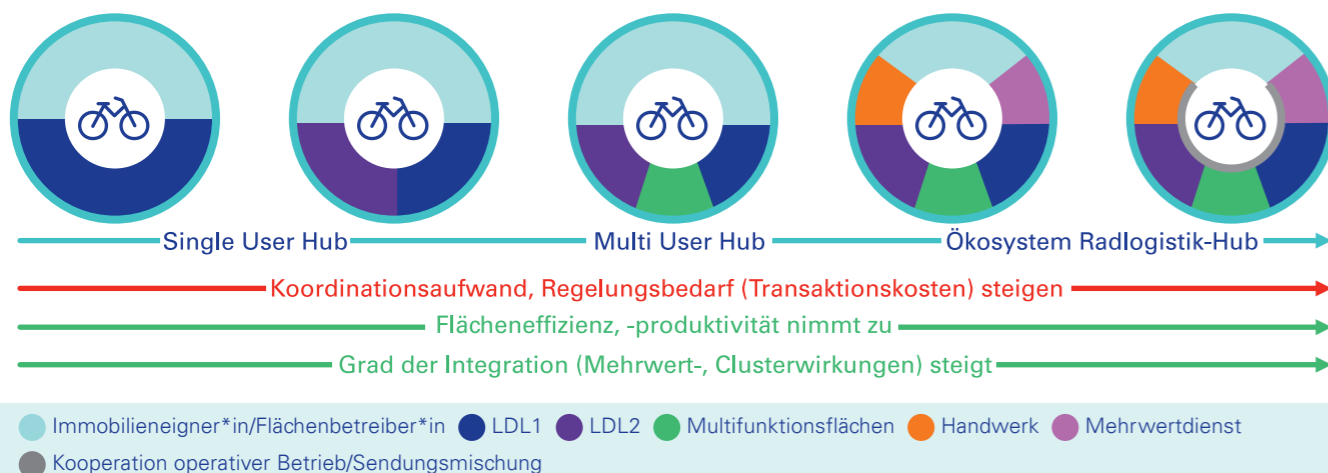 Single User Hub Multi User Hub Ökosystem Radlogistik-Hub
Koordinationsaufwand, Regelungsbedarf (Transaktionskosten) steigen
Flächeneffizienz, -produktivität nimmt zu
Grad der Integration (Mehrwert-, Clusterwirkungen) steigt
Immobilieneigner*in/Flächenbetreiber*in LDL1 LDL2 Multifunktionsflächen Handwerk Mehrwertdienst
Kooperation operativer Betrieb/Sendungsmischung